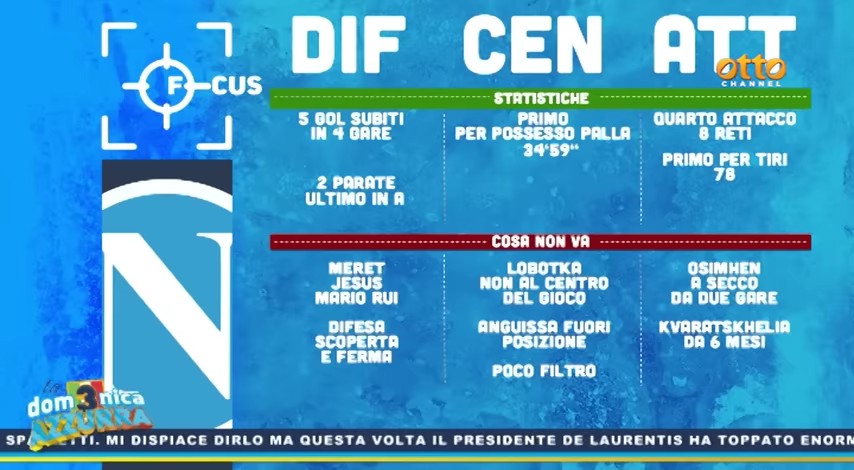 DIF CEN ATT
FOCUS
otto
CHANNEL
STATISTICHE
5 GOL SUBITI
IN 4 GARE
2 PARATE
ULTIMO IN A
PRIMO
PER POSSESSO PALLA
34'59"
QUARTO ATTACCO
8 RETI
PRIMO PER TIRI
78
COSA NON VA
MERET
JESUS
MARIO RUI
DIFESA
SCOPERTA
E FERMA
LOBOTKA
NON AL CENTRO
DEL GIOCO
ANGUISSA FUORI
POSIZIONE
POCO FILTRO
OSIMHEN
A SECCO
DA DUE GARE
KVARATSKHELIA
DA 6 MESI
N
La
dom3nica
AZZURRA
ETTI. MI DISPIACE DIRLO MA QUESTA VOLTA IL PRESIDENTE DE LAURENTIS HA TOPPATO ENORM